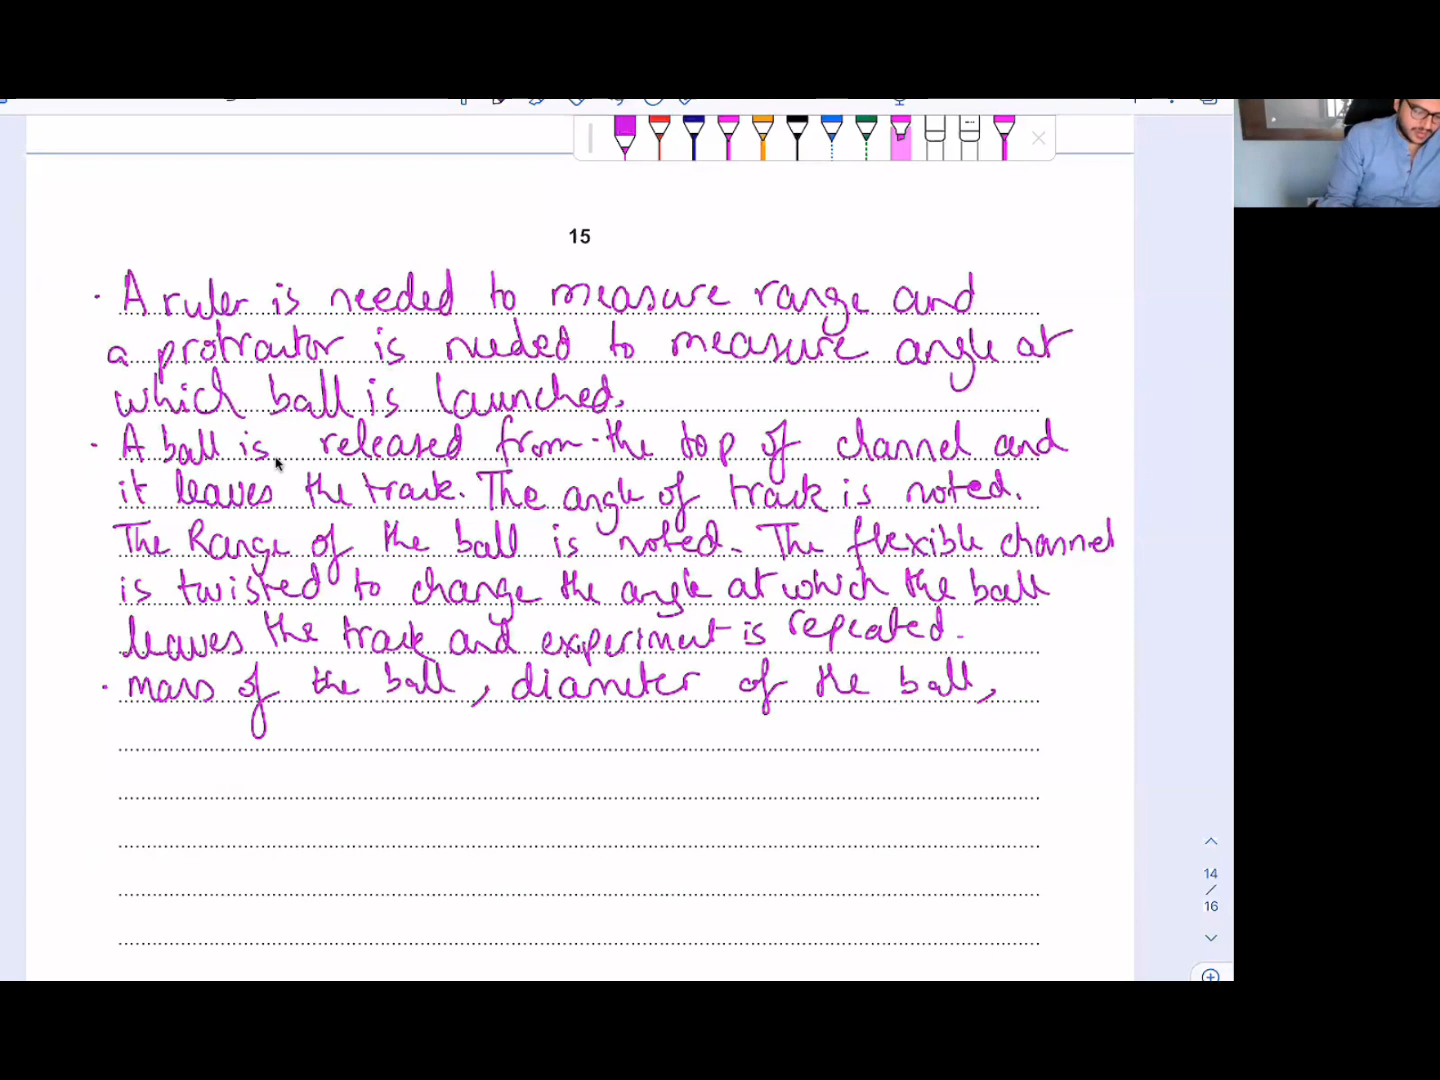 15
· A ruler is needed to measure range and
a protractor is needed to measure angle at
which ball is launched.
· A ball is released from the top of channel and
it leaves the track. The angle of track is noted.
The Range of the ball is noted. The flexible channel
is twisted to change the angle at which the ball
leaves the track and experiment is repeated.
· mass of the ball, diameter of the ball,
14
/
16